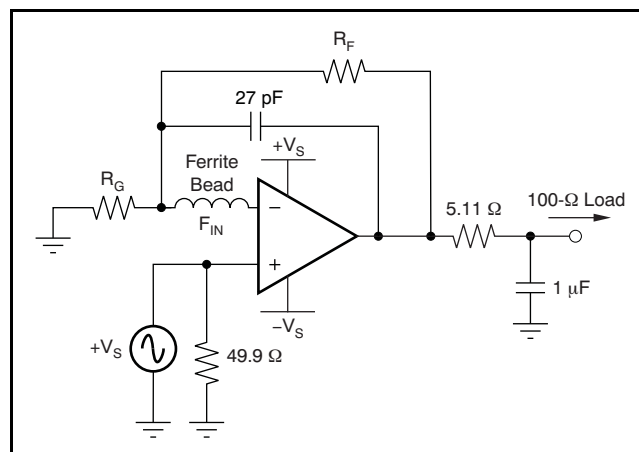 R_F
27 pF
+V_S
Ferrite
Bead
R_G
F_IN
−
+
5.11 Ω
100-Ω Load
1 μF
−V_S
+V_S
49.9 Ω